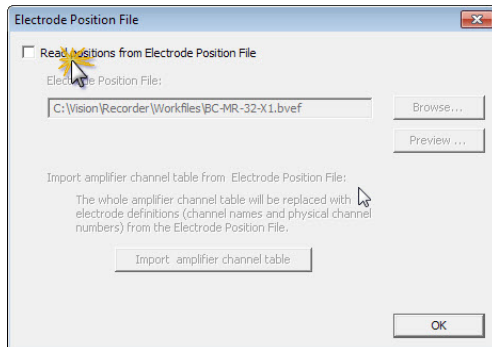 Electrode Position File
Read positions from Electrode Position File
Electrode Position File:
C:\Vision\Recorder\Workfiles\BC-MR-32-X1.bvef
Browse...
Preview ...
Import amplifier channel table from Electrode Position File:
The whole amplifier channel table will be replaced with
electrode definitions (channel names and physical channel
numbers) from the Electrode Position File.
Import amplifier channel table
OK